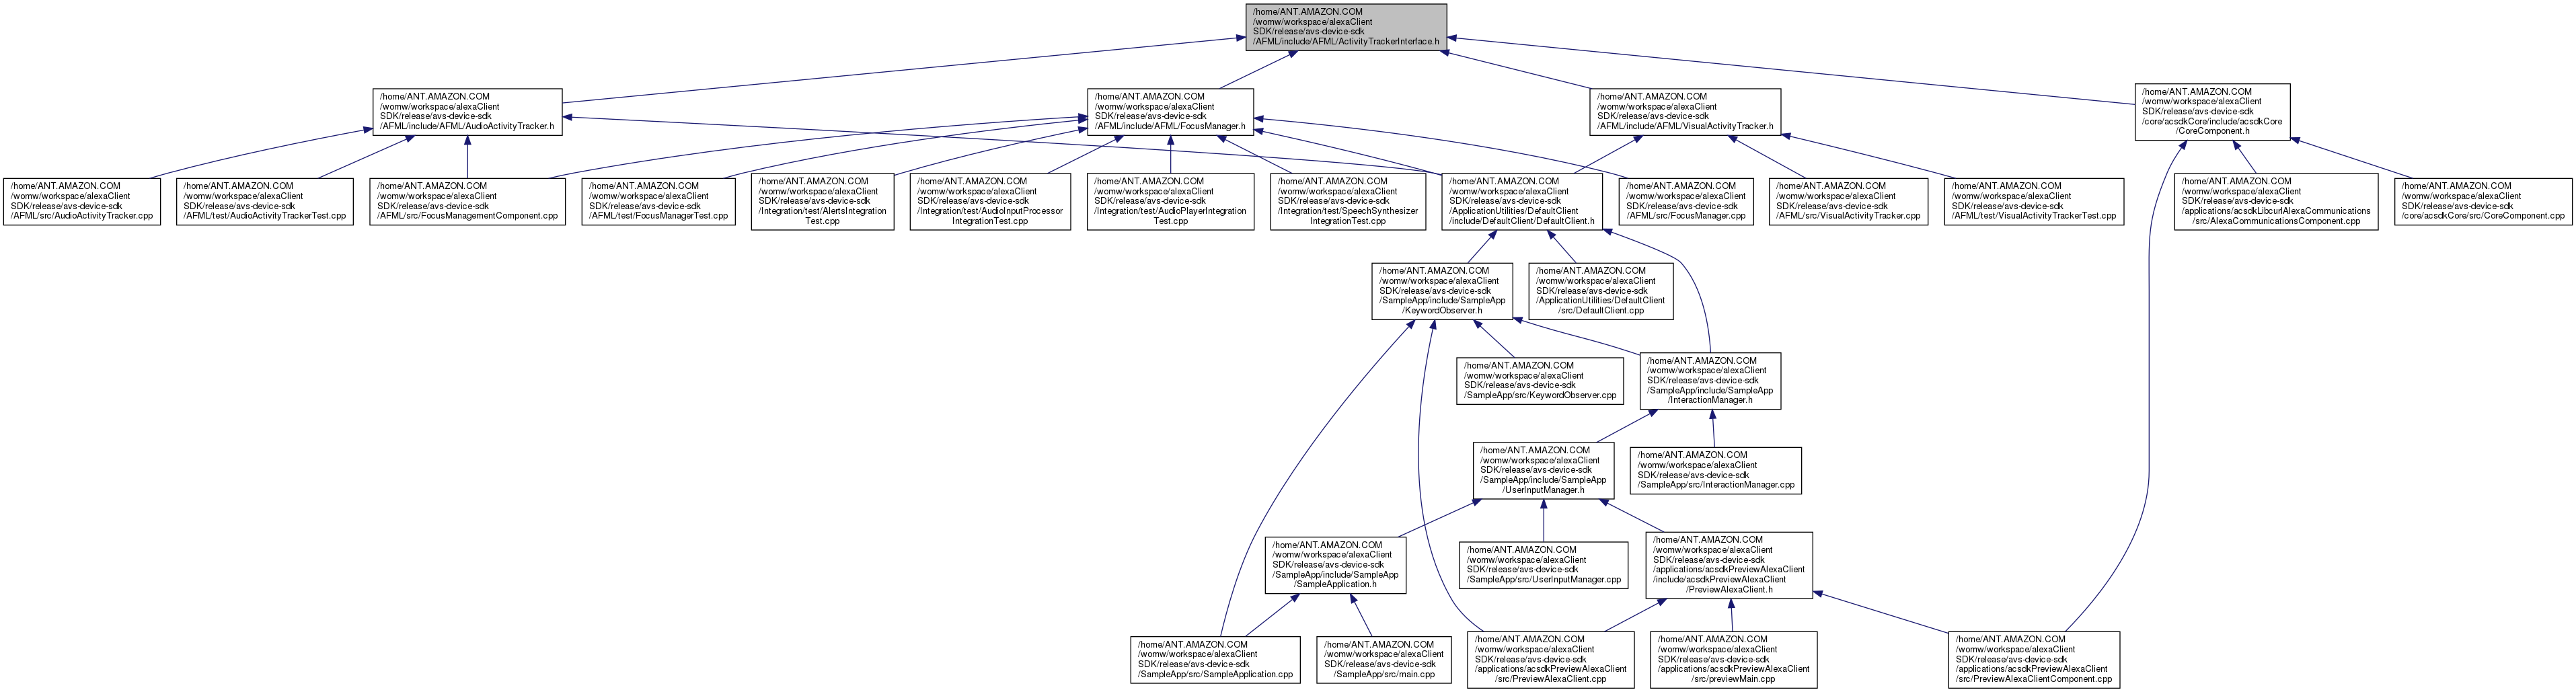 /home/ANT.AMAZON.COM
/womw/workspace/alexaClient
SDK/release/avs-device-sdk
/AFML/include/AFML/ActivityTrackerInterface.h
/home/ANT.AMAZON.COM
/womw/workspace/alexaClient
SDK/release/avs-device-sdk
/AFML/include/AFML/AudioActivityTracker.h
/home/ANT.AMAZON.COM
/womw/workspace/alexaClient
SDK/release/avs-device-sdk
/AFML/include/AFML/FocusManager.h
/home/ANT.AMAZON.COM
/womw/workspace/alexaClient
SDK/release/avs-device-sdk
/AFML/include/AFML/VisualActivityTracker.h
/home/ANT.AMAZON.COM
/womw/workspace/alexaClient
SDK/release/avs-device-sdk
/core/acsdkCore/include/acsdkCore
/CoreComponent.h
/home/ANT.AMAZON.COM
/womw/workspace/alexaClient
SDK/release/avs-device-sdk
/AFML/src/AudioActivityTracker.cpp
/home/ANT.AMAZON.COM
/womw/workspace/alexaClient
SDK/release/avs-device-sdk
/AFML/test/AudioActivityTrackerTest.cpp
/home/ANT.AMAZON.COM
/womw/workspace/alexaClient
SDK/release/avs-device-sdk
/AFML/src/FocusManagementComponent.cpp
/home/ANT.AMAZON.COM
/womw/workspace/alexaClient
SDK/release/avs-device-sdk
/AFML/test/FocusManagerTest.cpp
/home/ANT.AMAZON.COM
/womw/workspace/alexaClient
SDK/release/avs-device-sdk
/Integration/test/AlertsIntegration
Test.cpp
/home/ANT.AMAZON.COM
/womw/workspace/alexaClient
SDK/release/avs-device-sdk
/Integration/test/AudioInputProcessor
IntegrationTest.cpp
/home/ANT.AMAZON.COM
/womw/workspace/alexaClient
SDK/release/avs-device-sdk
/Integration/test/AudioPlayerIntegration
Test.cpp
/home/ANT.AMAZON.COM
/womw/workspace/alexaClient
SDK/release/avs-device-sdk
/Integration/test/SpeechSynthesizer
IntegrationTest.cpp
/home/ANT.AMAZON.COM
/womw/workspace/alexaClient
SDK/release/avs-device-sdk
/ApplicationUtilities/DefaultClient
/include/DefaultClient/DefaultClient.h
/home/ANT.AMAZON.COM
/womw/workspace/alexaClient
SDK/release/avs-device-sdk
/AFML/src/FocusManager.cpp
/home/ANT.AMAZON.COM
/womw/workspace/alexaClient
SDK/release/avs-device-sdk
/AFML/src/VisualActivityTracker.cpp
/home/ANT.AMAZON.COM
/womw/workspace/alexaClient
SDK/release/avs-device-sdk
/AFML/test/VisualActivityTrackerTest.cpp
/home/ANT.AMAZON.COM
/womw/workspace/alexaClient
SDK/release/avs-device-sdk
/applications/acsdkLibcurlAlexaCommunications
/src/AlexaCommunicationsComponent.cpp
/home/ANT.AMAZON.COM
/womw/workspace/alexaClient
SDK/release/avs-device-sdk
/core/acsdkCore/src/CoreComponent.cpp
/home/ANT.AMAZON.COM
/womw/workspace/alexaClient
SDK/release/avs-device-sdk
/SampleApp/include/SampleApp
/KeywordObserver.h
/home/ANT.AMAZON.COM
/womw/workspace/alexaClient
SDK/release/avs-device-sdk
/ApplicationUtilities/DefaultClient
/src/DefaultClient.cpp
/home/ANT.AMAZON.COM
/womw/workspace/alexaClient
SDK/release/avs-device-sdk
/SampleApp/src/KeywordObserver.cpp
/home/ANT.AMAZON.COM
/womw/workspace/alexaClient
SDK/release/avs-device-sdk
/SampleApp/include/SampleApp
/InteractionManager.h
/home/ANT.AMAZON.COM
/womw/workspace/alexaClient
SDK/release/avs-device-sdk
/SampleApp/include/SampleApp
/UserInputManager.h
/home/ANT.AMAZON.COM
/womw/workspace/alexaClient
SDK/release/avs-device-sdk
/SampleApp/src/InteractionManager.cpp
/home/ANT.AMAZON.COM
/womw/workspace/alexaClient
SDK/release/avs-device-sdk
/SampleApp/include/SampleApp
/SampleApplication.h
/home/ANT.AMAZON.COM
/womw/workspace/alexaClient
SDK/release/avs-device-sdk
/SampleApp/src/UserInputManager.cpp
/home/ANT.AMAZON.COM
/womw/workspace/alexaClient
SDK/release/avs-device-sdk
/applications/acsdkPreviewAlexaClient
/include/acsdkPreviewAlexaClient
/PreviewAlexaClient.h
/home/ANT.AMAZON.COM
/womw/workspace/alexaClient
SDK/release/avs-device-sdk
/SampleApp/src/SampleApplication.cpp
/home/ANT.AMAZON.COM
/womw/workspace/alexaClient
SDK/release/avs-device-sdk
/SampleApp/src/main.cpp
/home/ANT.AMAZON.COM
/womw/workspace/alexaClient
SDK/release/avs-device-sdk
/applications/acsdkPreviewAlexaClient
/src/PreviewAlexaClient.cpp
/home/ANT.AMAZON.COM
/womw/workspace/alexaClient
SDK/release/avs-device-sdk
/applications/acsdkPreviewAlexaClient
/src/previewMain.cpp
/home/ANT.AMAZON.COM
/womw/workspace/alexaClient
SDK/release/avs-device-sdk
/applications/acsdkPreviewAlexaClient
/src/PreviewAlexaClientComponent.cpp